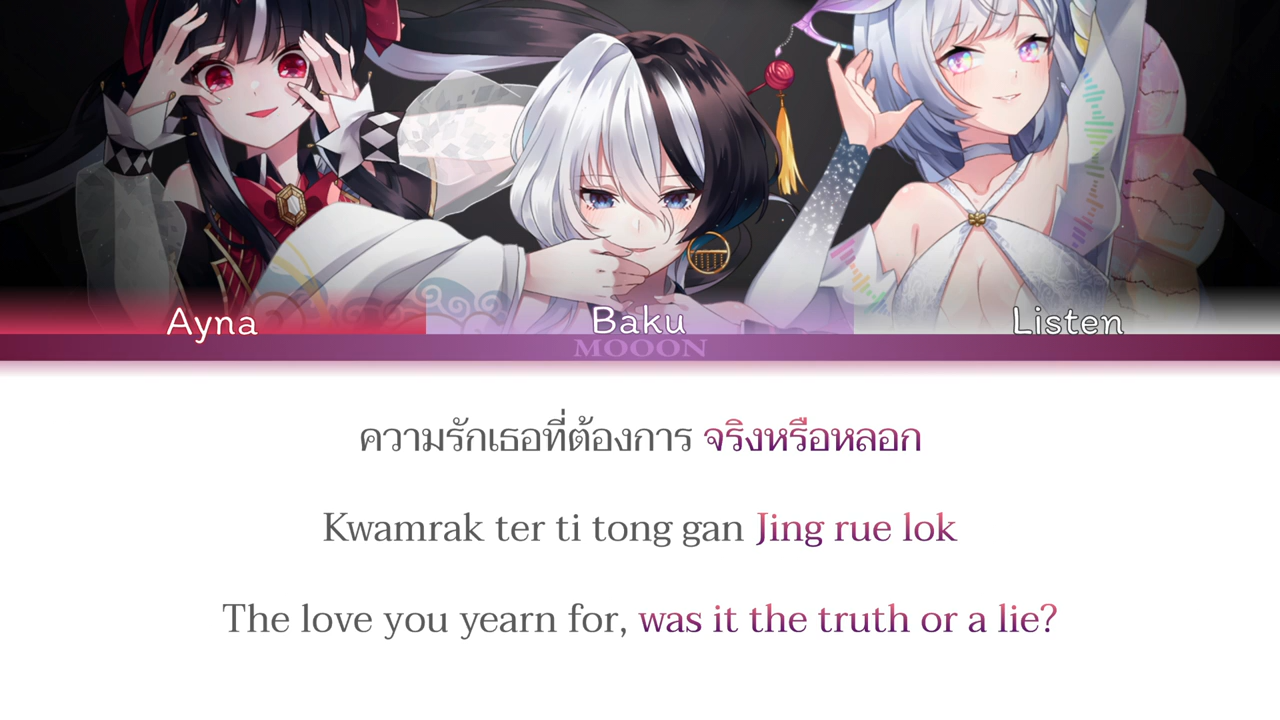 Ayna Baku Listen
MOOON
ความรักเธอที่ต้องการ จริงหรือหลอก
Kwamrak ter ti tong gan Jing rue lok
The love you yearn for, was it the truth or a lie?